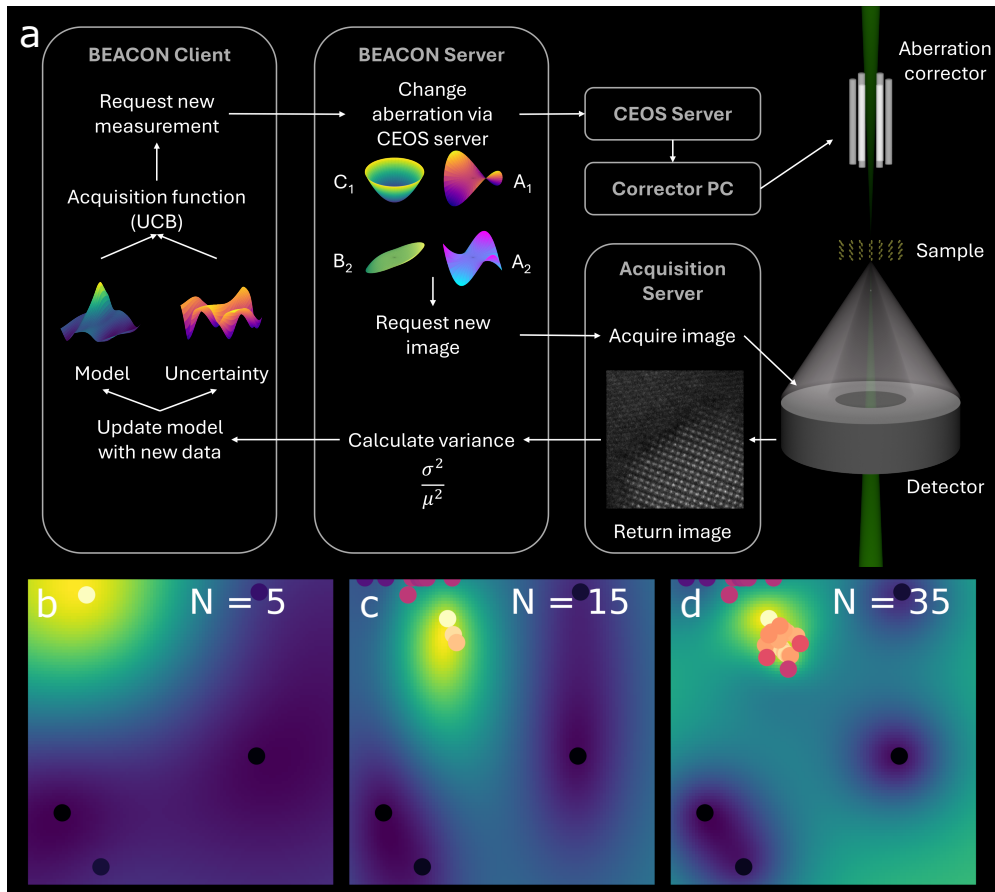 a
BEACON Client
Request new
measurement
Acquisition function
(UCB)
Model
Uncertainty
Update model
with new data
BEACON Server
Change
aberration via
CEOS server
C₁
A₁
B₂
A₂
Request new
image
Calculate variance
σ²
μ²
CEOS Server
Corrector PC
Acquisition
Server
Acquire image
Return image
Aberration
corrector
Sample
Detector
b
N = 5
c
N = 15
d
N = 35